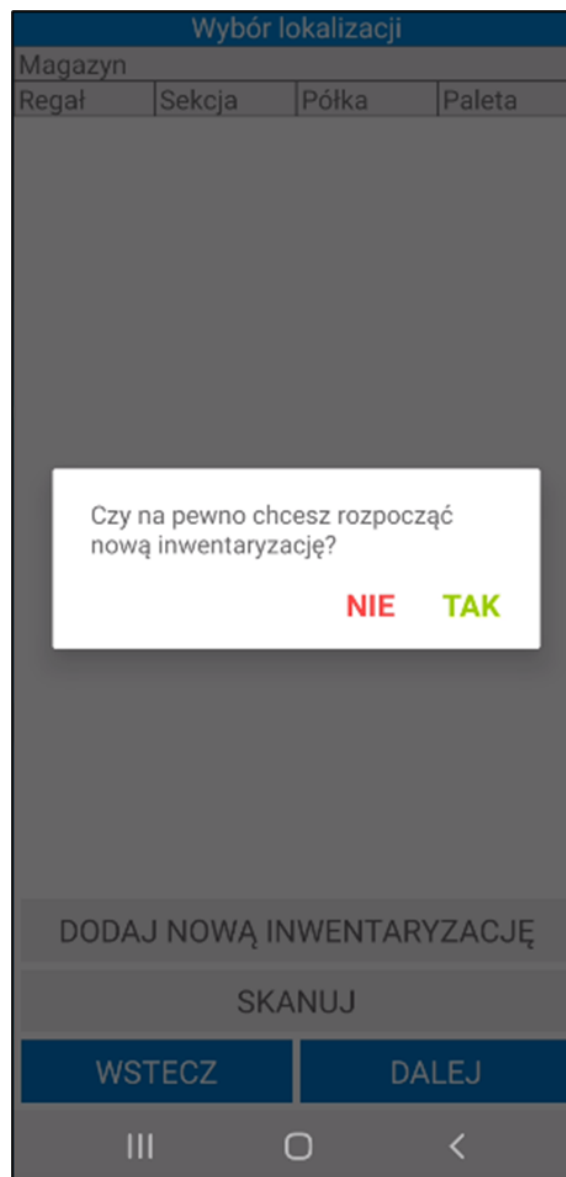 Wybór lokalizacji
Magazyn
Regał Sekcja Półka Paleta
Czy na pewno chcesz rozpocząć
nową inwentaryzację?
NIE TAK
DODAJ NOWĄ INWENTARYZACJĘ
SKANUJ
WSTECZ DALEJ